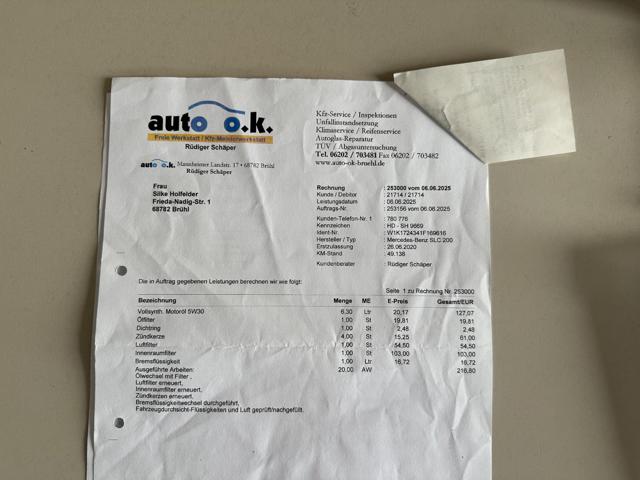 auto o.k.
Freie Werkstatt / Kfz-Meisterwerkstatt
Rüdiger Schäper
auto o.k. Mannheimer Landstr. 17 • 68782 Brühl
Rüdiger Schäper
Kfz-Service / Inspektionen
Unfallinstandsetzung
Klimaservice / Reifenservice
Autoglas-Reparatur
TÜV / Abgasuntersuchung
Tel. 06202 / 703481 Fax 06202 / 703482
www.auto-ok-bruehl.de
Frau
Silke Holfelder
Frieda-Nadig-Str. 1
68782 Brühl
Rechnung : 253000 vom 06.06.2025
Kunde / Debitor : 21714 / 21714
Leistungsdatum : 06.06.2025
Auftrags-Nr. : 253156 vom 06.06.2025
Kunden-Telefon-Nr. 1 : 780 776
Kennzeichen : HD - SH 9669
Ident-Nr. : W1K1724341F169616
Hersteller / Typ : Mercedes-Benz SLC 200
Erstzulassung : 26.06.2020
KM-Stand : 49.138
Kundenberater : Rüdiger Schäper
Die in Auftrag gegebenen Leistungen berechnen wir wie folgt:
Seite 1 zu Rechnung Nr. 253000
Bezeichnung Menge ME E-Preis Gesamt/EUR
Vollsynth. Motoröl 5W30 6,30 Ltr 20,17 127,07
Ölfilter 1,00 St 19,81 19,81
Dichtring 1,00 St 2,48 2,48
Zündkerze 4,00 St 15,25 61,00
Luftfilter 1,00 St 54,50 54,50
Innenraumfilter 1,00 St 103,00 103,00
Bremsflüssigkeit 1,00 Ltr 16,72 16,72
Ausgeführte Arbeiten: 20,00 AW 216,80
Ölwechsel mit Filter .
Luftfilter erneuert.
Innenraumfilter erneuert.
Zündkerzen erneuert.
Bremsflüssigkeitwechsel durchgeführt.
Fahrzeugdurchsicht-Flüssigkeiten und Luft geprüft/nachgefüllt.